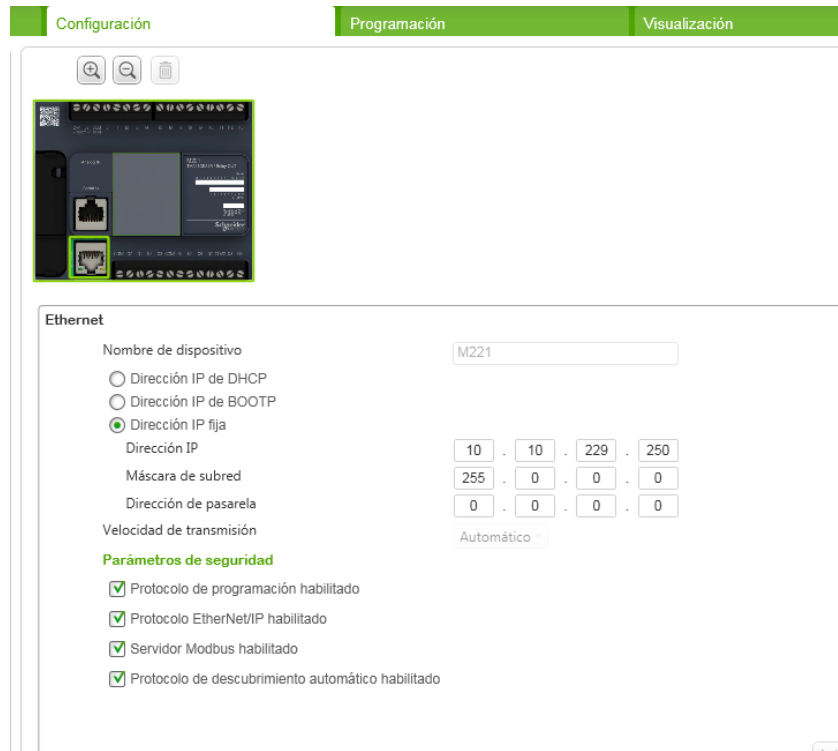 Configuración
Programación
Visualización
M221
Schneider
Ethernet
Nombre de dispositivo M221
Dirección IP de DHCP
Dirección IP de BOOTP
Dirección IP fija
Dirección IP 10 . 10 . 229 . 250
Máscara de subred 255 . 0 . 0 . 0
Dirección de pasarela 0 . 0 . 0 . 0
Velocidad de transmisión Automático
Parámetros de seguridad
Protocolo de programación habilitado
Protocolo EtherNet/IP habilitado
Servidor Modbus habilitado
Protocolo de descubrimiento automático habilitado